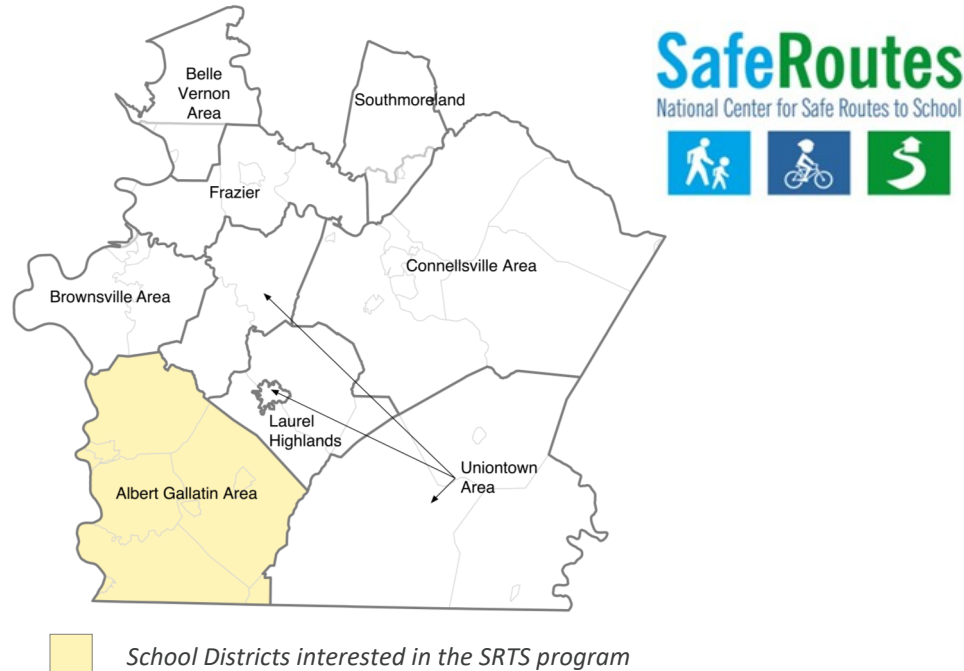 Belle
Vernon
Area
Southmoreland
SafeRoutes
National Center for Safe Routes to School
Frazier
Connellsville Area
Brownsville Area
Laurel
Highlands
Uniontown
Area
Albert Gallatin Area
School Districts interested in the SRTS program